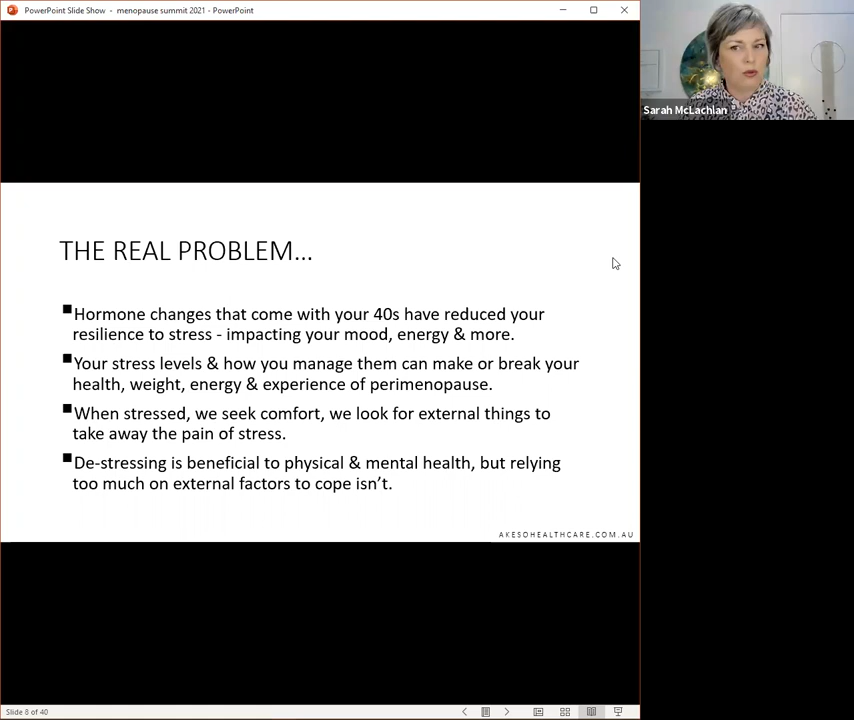 PowerPoint Slide Show - menopause summit 2021 - PowerPoint
Sarah McLachlan
THE REAL PROBLEM...
■Hormone changes that come with your 40s have reduced your
resilience to stress - impacting your mood, energy & more.
■Your stress levels & how you manage them can make or break your
health, weight, energy & experience of perimenopause.
■When stressed, we seek comfort, we look for external things to
take away the pain of stress.
■De-stressing is beneficial to physical & mental health, but relying
too much on external factors to cope isn't.
AKESOHEALTHCARE.COM.AU
Slide 8 of 40